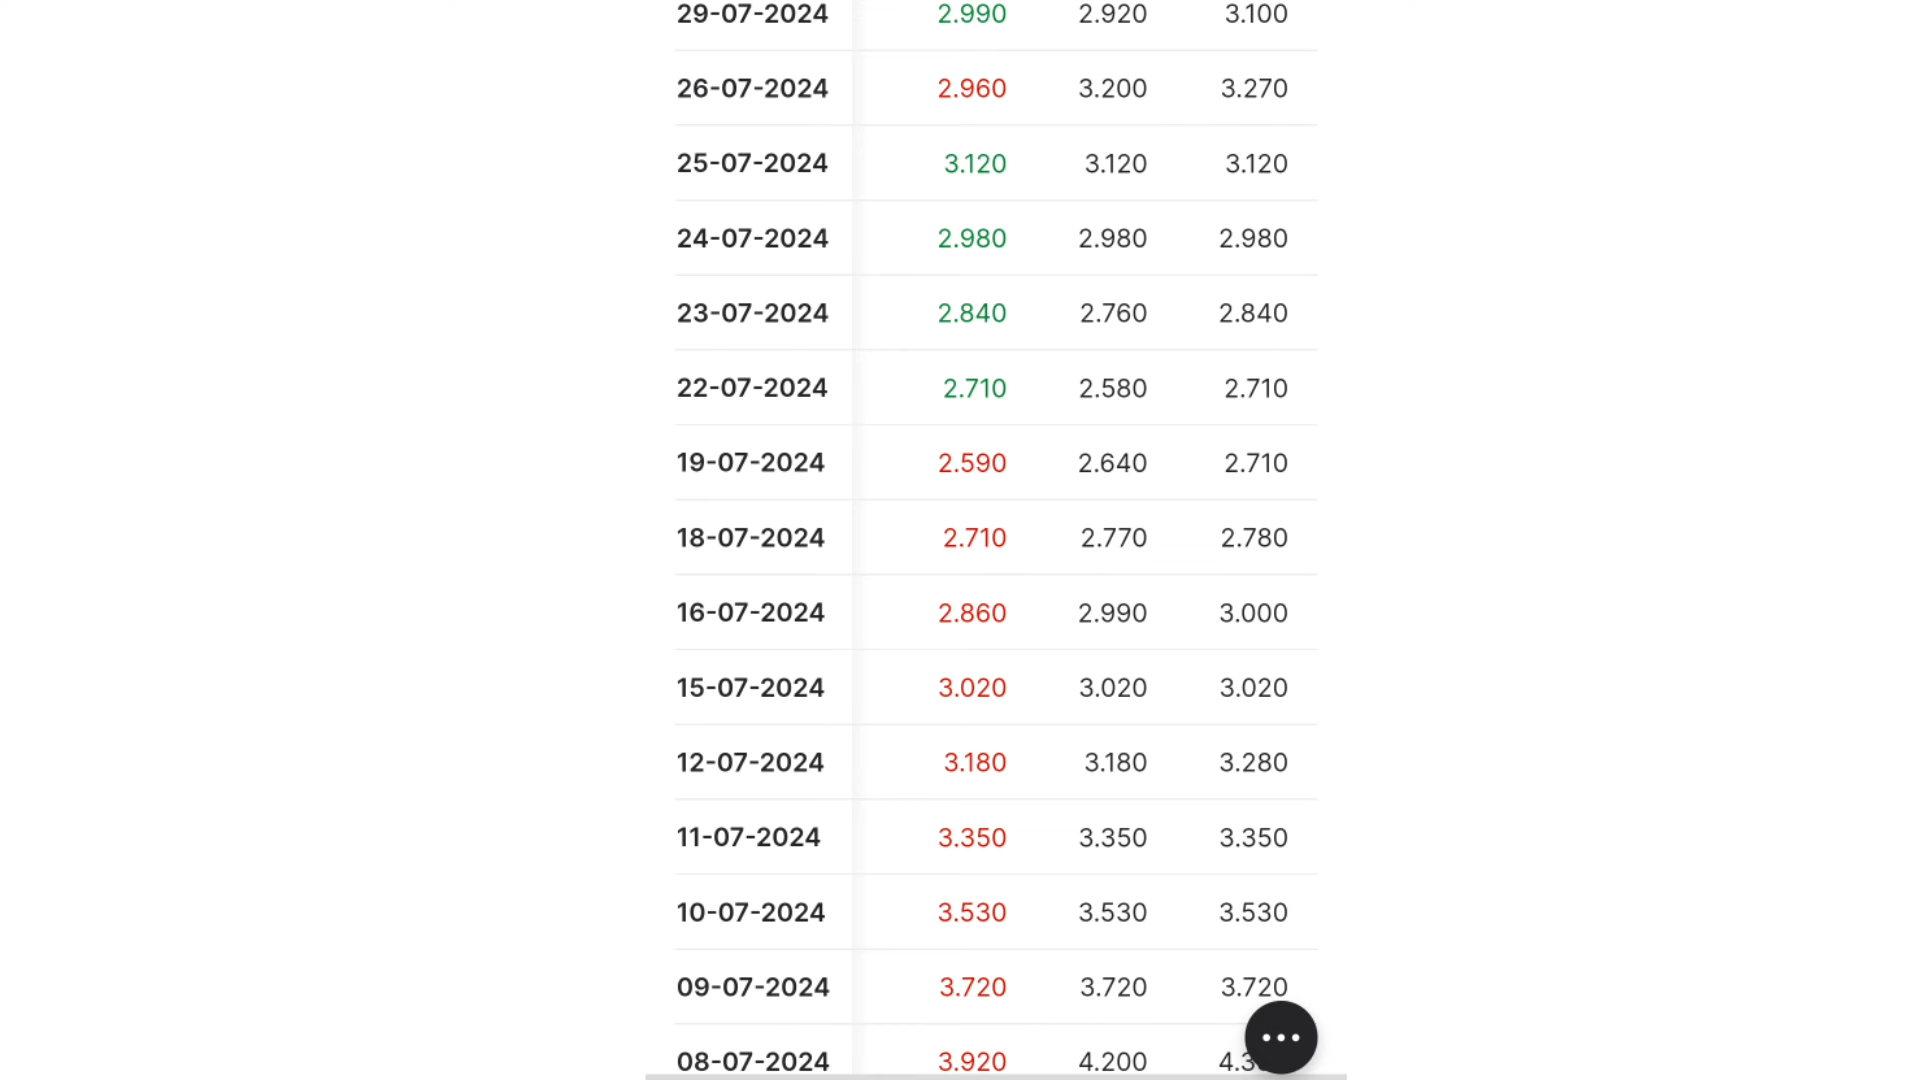 29-07-2024 2.990 2.920 3.100
26-07-2024 2.960 3.200 3.270
25-07-2024 3.120 3.120 3.120
24-07-2024 2.980 2.980 2.980
23-07-2024 2.840 2.760 2.840
22-07-2024 2.710 2.580 2.710
19-07-2024 2.590 2.640 2.710
18-07-2024 2.710 2.770 2.780
16-07-2024 2.860 2.990 3.000
15-07-2024 3.020 3.020 3.020
12-07-2024 3.180 3.180 3.280
11-07-2024 3.350 3.350 3.350
10-07-2024 3.530 3.530 3.530
09-07-2024 3.720 3.720 3.720
08-07-2024 3.920 4.200